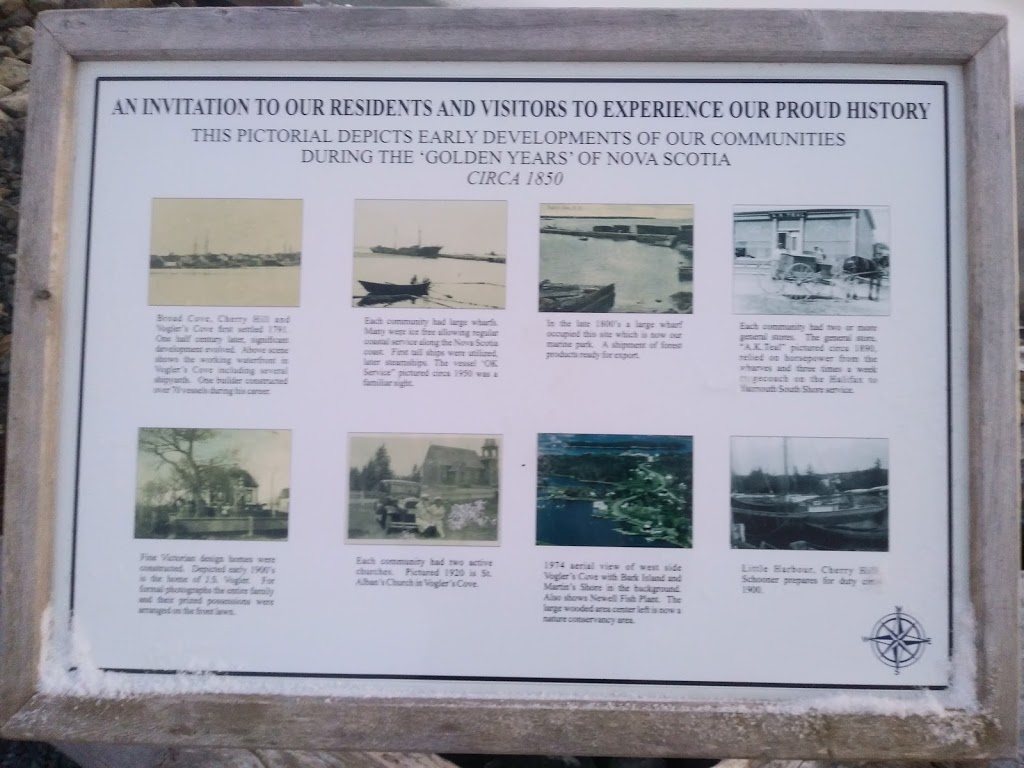 AN INVITATION TO OUR RESIDENTS AND VISITORS TO EXPERIENCE OUR PROUD HISTORY
THIS PICTORIAL DEPICTS EARLY DEVELOPMENTS OF OUR COMMUNITIES
DURING THE 'GOLDEN YEARS' OF NOVA SCOTIA
CIRCA 1850
Broad Cove, Cherry Hill and
Vogler's Cove first settled 1791.
One half century later, significant
development evolved. Above scene
shows the working waterfront in
Vogler's Cove including several
shipyards. One builder constructed
over 70 vessels during his career.
Each community had large wharfs.
Many were ice free allowing regular
coastal service along the Nova Scotia
coast. First tall ships were utilized,
later steamships. The vessel "OK
Service" pictured circa 1950 was a
familiar sight.
In the late 1800's a large wharf
occupied this site which is now our
marine park. A shipment of forest
products ready for export.
Each community had two or more
general stores. The general store,
"A.K.Teal" pictured circa 1890,
relied on horsepower from the
wharves and three times a week
on the Halifax to
Yarmouth South Shore service.
Fine Victorian design homes were
constructed. Depicted early 1900's
is the home of J.S. Vogler. For
formal photographs the entire family
and their prized possessions were
arranged on the front lawn.
Each community had two active
churches. Pictured 1920 is St.
Alban's Church in Vogler's Cove.
1974 aerial view of west side
Vogler's Cove with Bark Island and
Martin's Shore in the background.
Also shows Newell Fish Plant. The
large wooded area center left is now a
nature conservancy area.
Little Harbour, Cherry Hill
Schooner prepares for duty
1900.
N
E
S
W